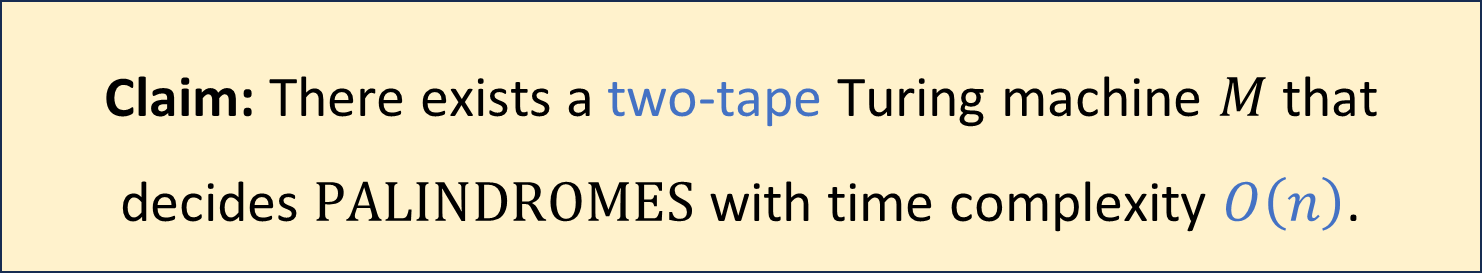 Claim: There exists a two-tape Turing machine M that
decides PALINDROMES with time complexity O(n).